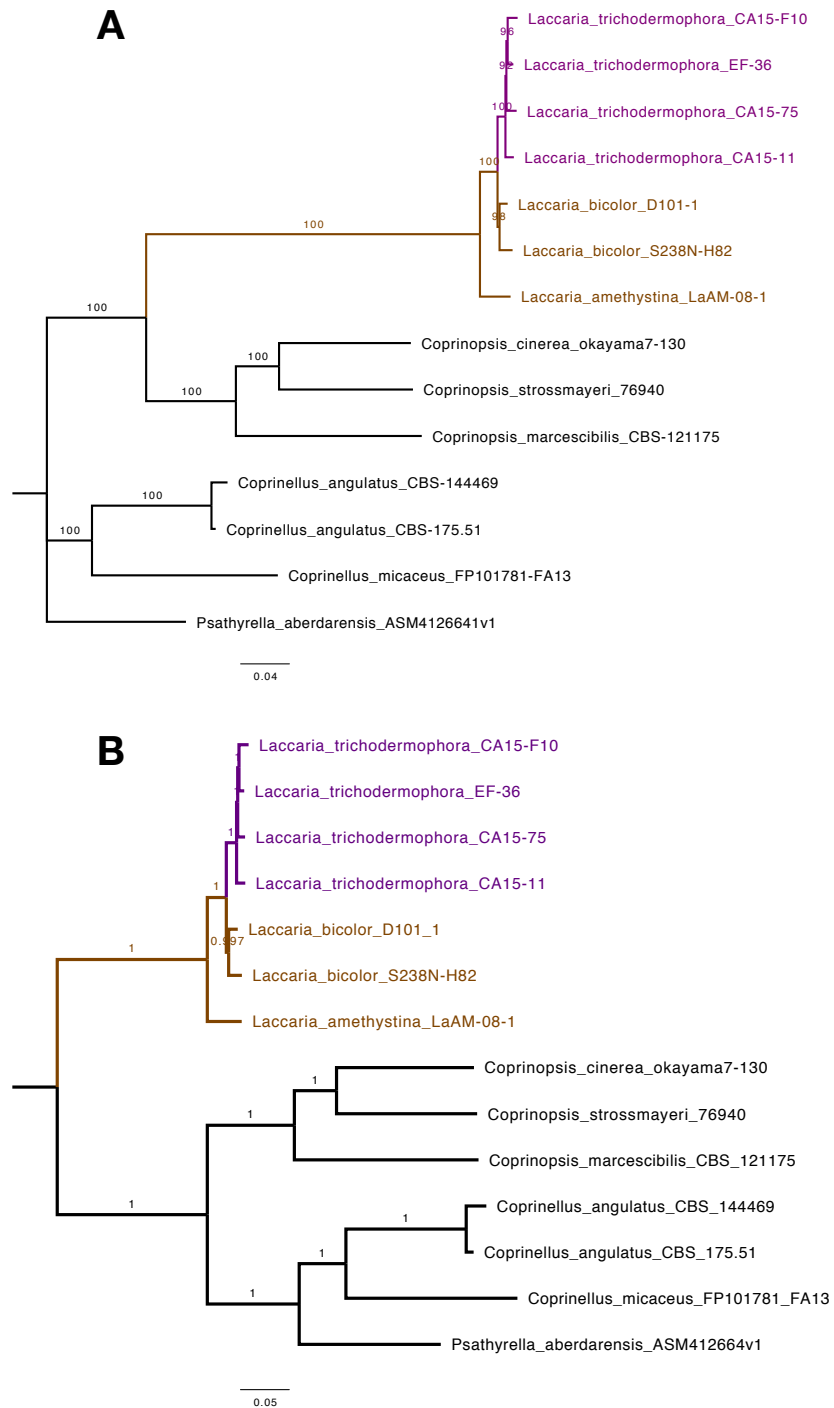 A
Laccaria_trichodermophora_CA15-F10
96
Laccaria_trichodermophora_EF-36
92
100
Laccaria_trichodermophora_CA15-75
Laccaria_trichodermophora_CA15-11
100
Laccaria_bicolor_D101-1
98
100
Laccaria_bicolor_S238N-H82
Laccaria_amethystina_LaAM-08-1
100
Coprinopsis_cinerea_okayama7-130
100
Coprinopsis_strossmayeri_76940
100
Coprinopsis_marcescibilis_CBS-121175
Coprinellus_angulatus_CBS-144469
100
Coprinellus_angulatus_CBS-175.51
100
Coprinellus_micaceus_FP101781-FA13
Psathyrella_aberdarensis_ASM4126641v1
0.04
B
Laccaria_trichodermophora_CA15-F10
1
Laccaria_trichodermophora_EF-36
1
Laccaria_trichodermophora_CA15-75
1
Laccaria_trichodermophora_CA15-11
1
Laccaria_bicolor_D101_1
0.997
1
Laccaria_bicolor_S238N-H82
Laccaria_amethystina_LaAM-08-1
Coprinopsis_cinerea_okayama7-130
1
Coprinopsis_strossmayeri_76940
1
Coprinopsis_marcescibilis_CBS_121175
1
Coprinellus_angulatus_CBS_144469
1
Coprinellus_angulatus_CBS_175.51
1
1
Coprinellus_micaceus_FP101781_FA13
Psathyrella_aberdarensis_ASM412664v1
0.05